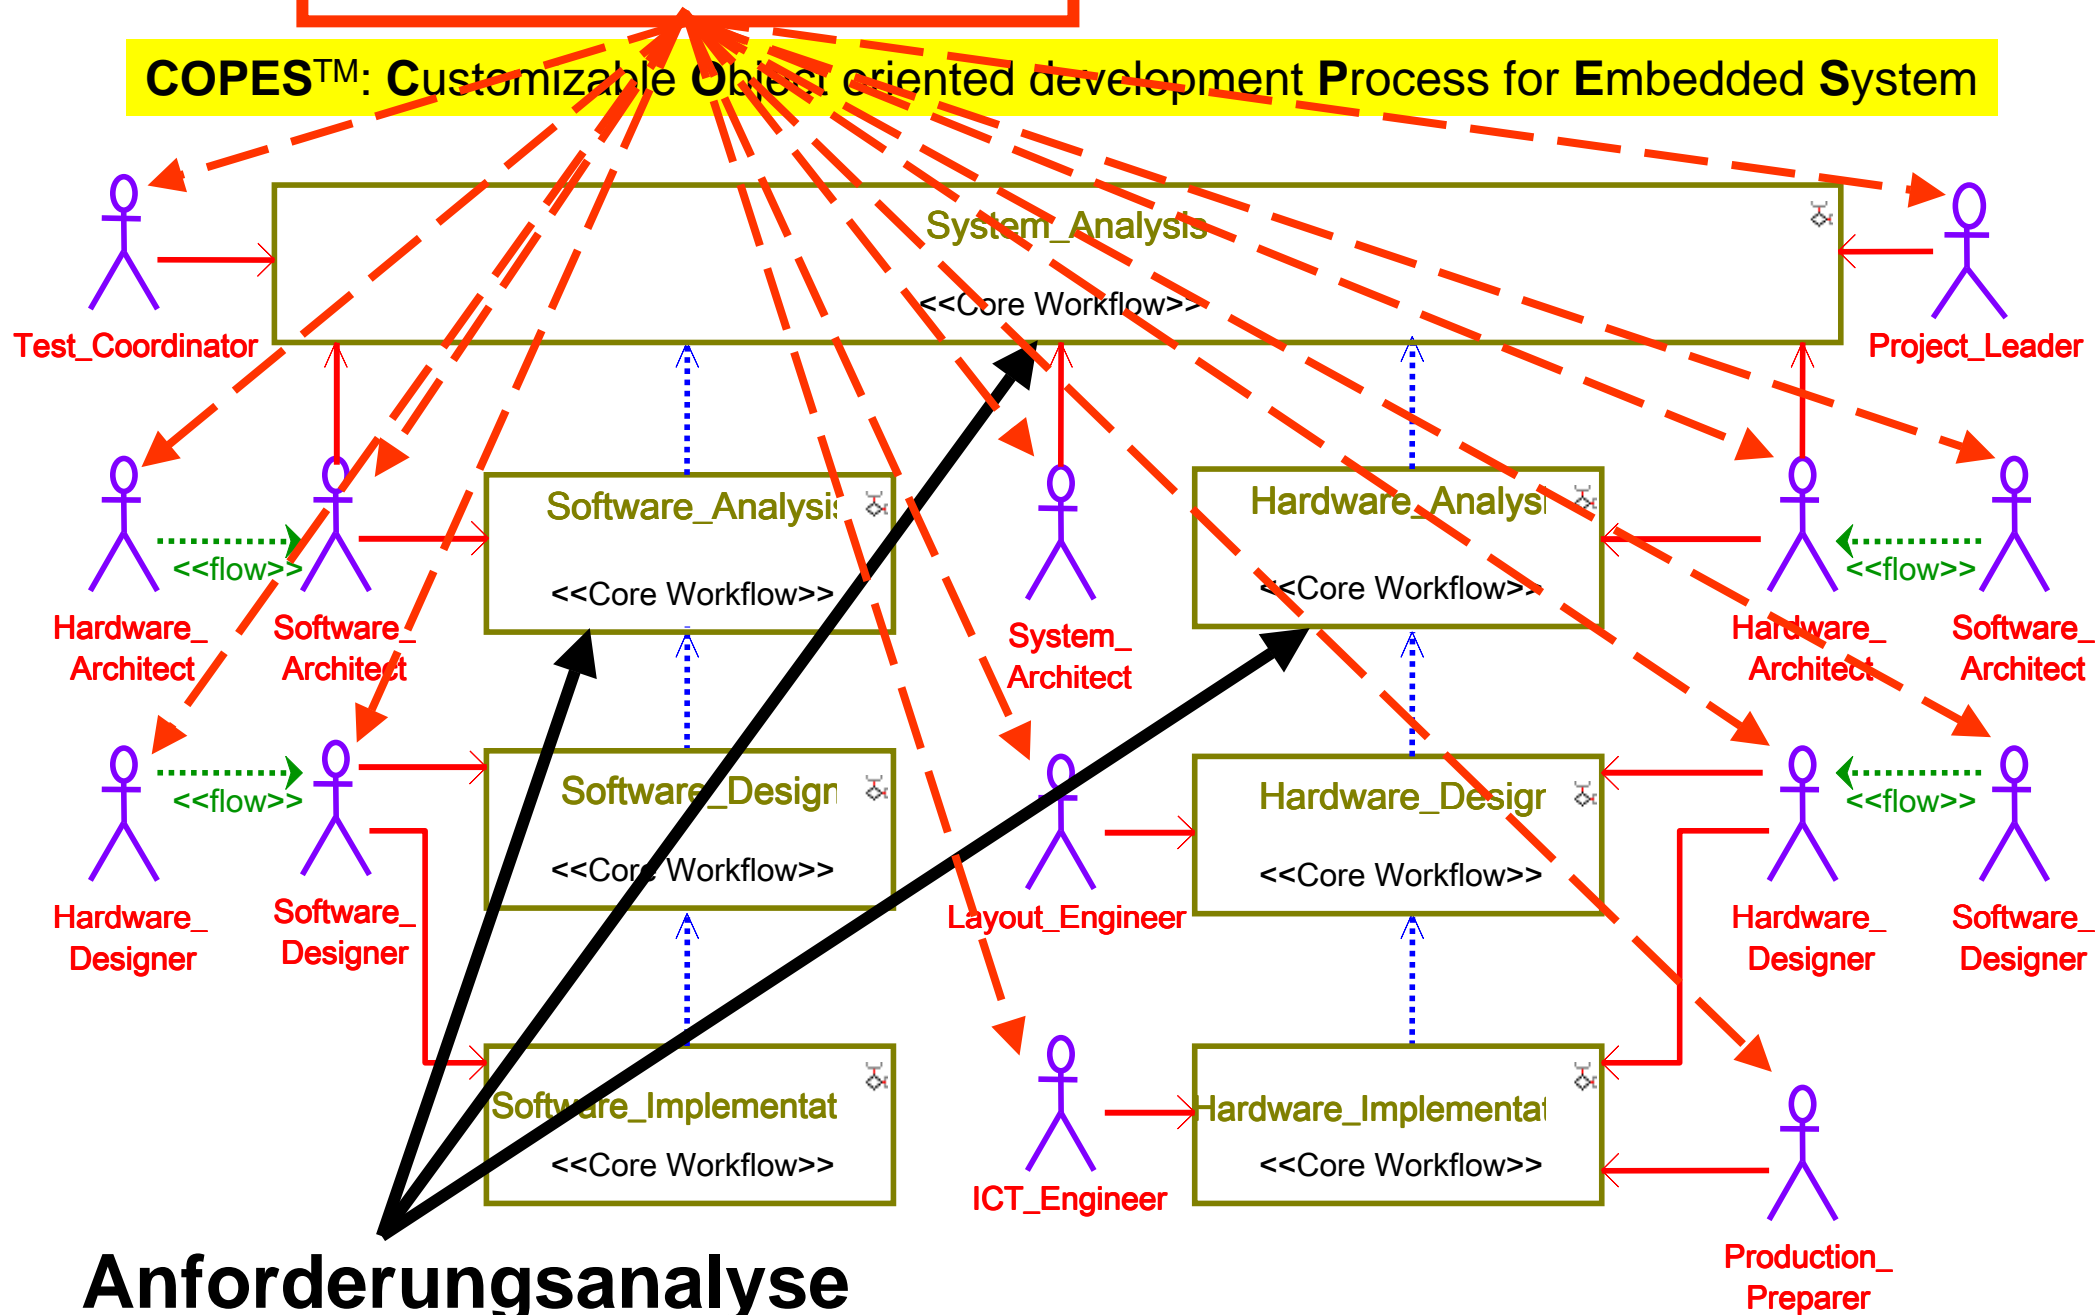 COPES™: Customizable Object oriented development Process for Embedded System
System_Analysis
<<Core Workflow>>
Test_Coordinator
Project_Leader
Software_Analysis
<<Core Workflow>>
Hardware_Analysi
<<Core Workflow>>
<<flow>>
<<flow>>
Hardware_
Architect
Software_
Architect
System_
Architect
Hardware_
Architect
Software_
Architect
Software_Design
<<Core Workflow>>
Hardware_Design
<<Core Workflow>>
<<flow>>
<<flow>>
Hardware_
Designer
Software_
Designer
Layout_Engineer
Hardware_
Designer
Software_
Designer
Software_Implementat
<<Core Workflow>>
Hardware_Implementat
<<Core Workflow>>
ICT_Engineer
Production_
Preparer
Anforderungsanalyse